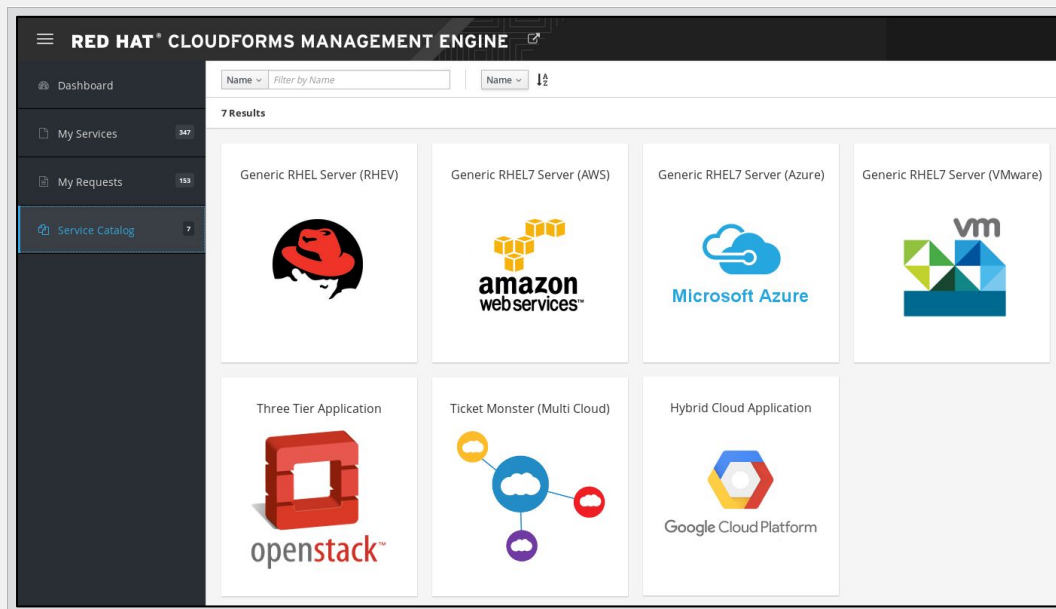 RED HAT® CLOUDFORMS MANAGEMENT ENGINE
Dashboard
My Services 347
My Requests 153
Service Catalog 7
Name Filter by Name Name
7 Results
Generic RHEL Server (RHEV)
Generic RHEL7 Server (AWS)
amazon
web services™
Generic RHEL7 Server (Azure)
Microsoft Azure
Generic RHEL7 Server (VMware)
vm
Three Tier Application
openstack™
Ticket Monster (Multi Cloud)
Hybrid Cloud Application
Google Cloud Platform